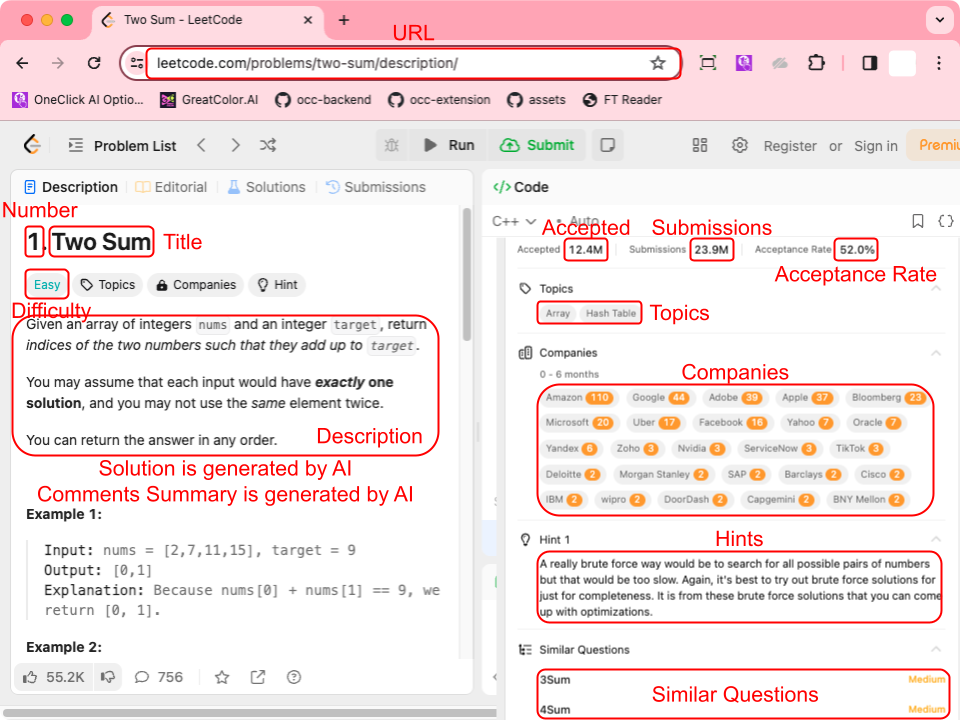 Two Sum - LeetCode
URL
leetcode.com/problems/two-sum/description/
OneClick AI Optio...
GreatColor.AI
occ-backend
occ-extension
assets
FT Reader
Problem List
Run
Submit
Register or Sign in
Premiu
Description
Editorial
Solutions
Submissions
Number
1. Two Sum
Title
Easy
Topics
Companies
Hint
Difficulty
Given an array of integers nums and an integer target, return
indices of the two numbers such that they add up to target.
You may assume that each input would have exactly one
solution, and you may not use the same element twice.
You can return the answer in any order.
Description
Solution is generated by AI
Comments Summary is generated by AI
Example 1:
Input: nums = [2,7,11,15], target = 9
Output: [0,1]
Explanation: Because nums[0] + nums[1] == 9, we
return [0, 1].
Example 2:
55.2K
756
</> Code
C++
Auto
Accepted
Submissions
Accepted 12.4M
Submissions 23.9M
Acceptance Rate 52.0%
Acceptance Rate
Topics
Array
Hash Table
Topics
Companies
0 - 6 months
Companies
Amazon 110 Google 44 Adobe 39 Apple 37 Bloomberg 23
Microsoft 20 Uber 17 Facebook 16 Yahoo 7 Oracle 7
Yandex 6 Zoho 3 Nvidia 3 ServiceNow 3 TikTok 3
Deloitte 2 Morgan Stanley 2 SAP 2 Barclays 2 Cisco 2
IBM 2 wipro 2 DoorDash 2 Capgemini 2 BNY Mellon 2
Hint 1
Hints
A really brute force way would be to search for all possible pairs of numbers
but that would be too slow. Again, it's best to try out brute force solutions for
just for completeness. It is from these brute force solutions that you can come
up with optimizations.
Similar Questions
3Sum Medium
Similar Questions
4Sum Medium